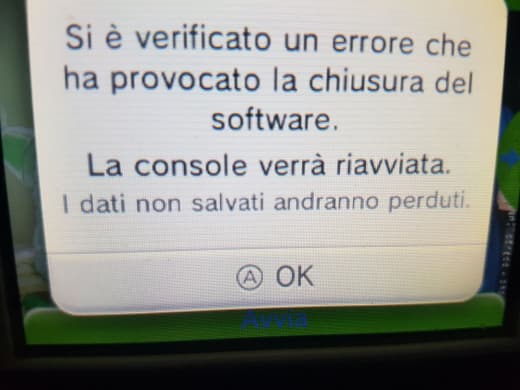 Si è verificato un errore che
ha provocato la chiusura del
software.
La console verrà riavviata.
I dati non salvati andranno perduti.
Ⓐ OK
Avvia